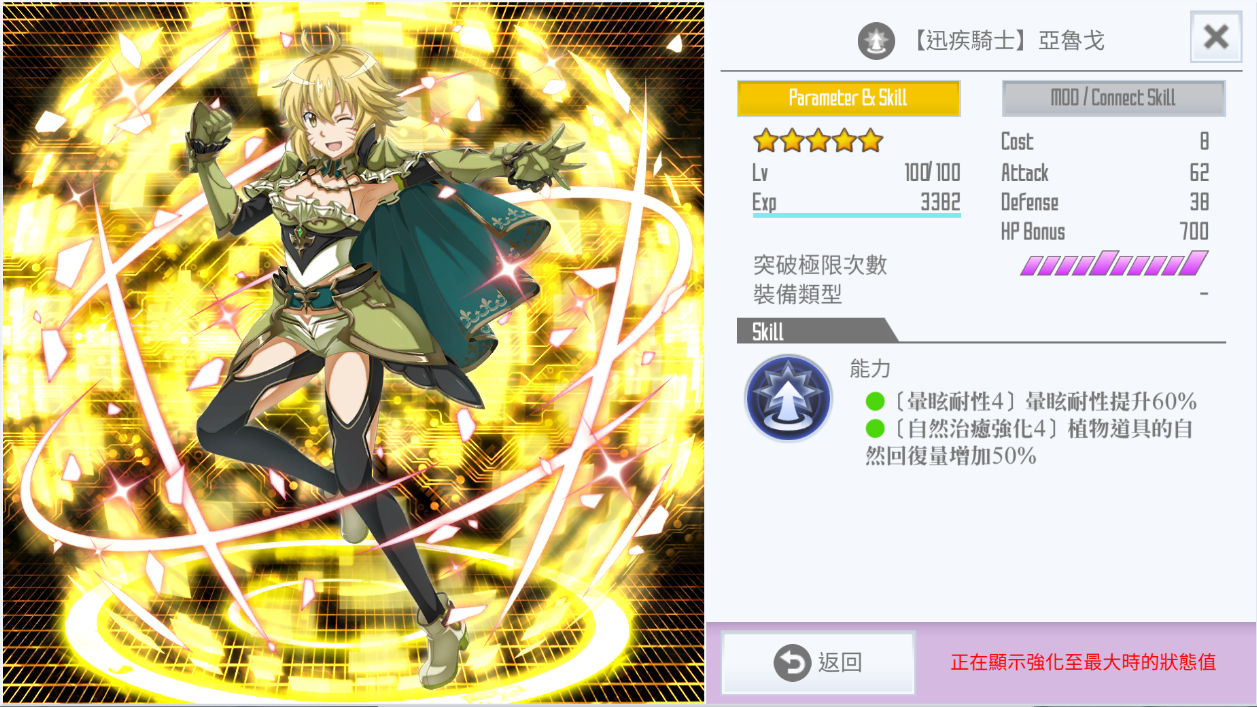 【迅疾騎士】亞魯戈
Parameter & Skill
MOD / Connect Skill
Lv 100/100
Exp 3382
Cost 8
Attack 62
Defense 38
HP Bonus 700
突破極限次數
裝備類型 -
Skill
能力
〔暈眩耐性4〕暈眩耐性提升60%
〔自然治癒強化4〕植物道具的自
然回復量增加50%
返回
正在顯示強化至最大時的狀態值